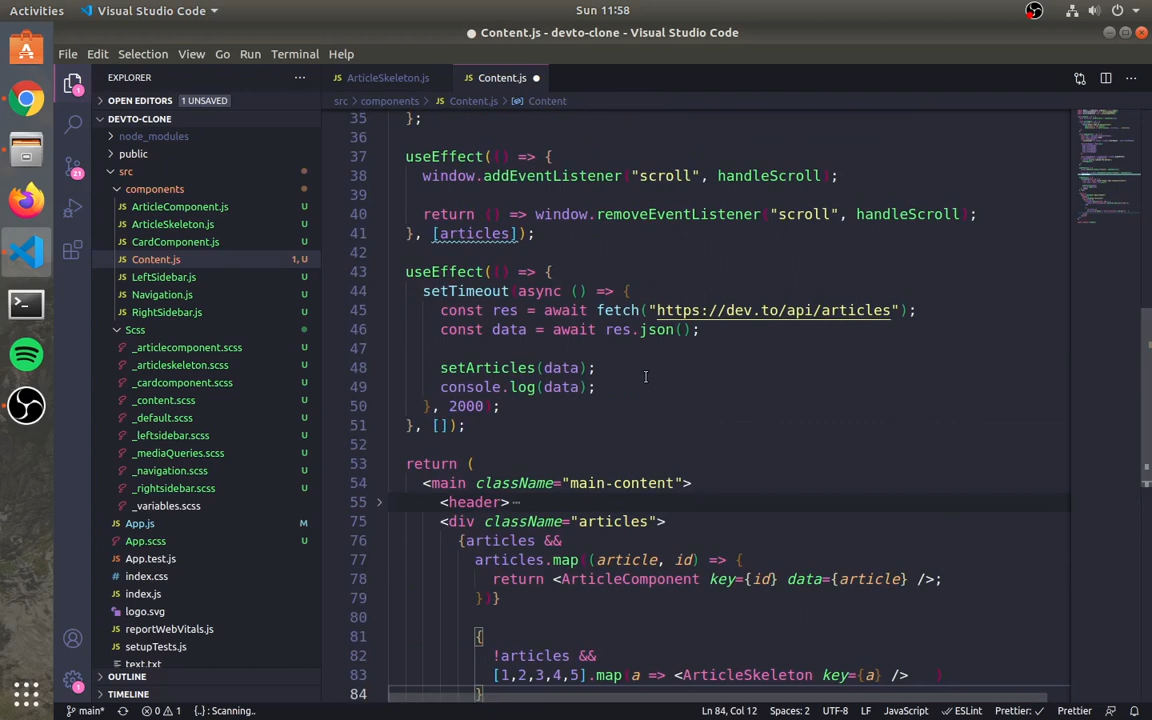 Activities
Visual Studio Code
Sun 11:58
Content.js - devto-clone - Visual Studio Code
File Edit Selection View Go Run Terminal Help
EXPLORER
ArticleSkeleton.js
Content.js
OPEN EDITORS 1 UNSAVED
src > components > Content.js > Content
DEVTO-CLONE
node_modules
public
src
components
ArticleComponent.js U
ArticleSkeleton.js U
CardComponent.js U
Content.js 1, U
LeftSidebar.js U
Navigation.js U
RightSidebar.js U
Scss
_articlecomponent.scss U
_articleskeleton.scss U
_cardcomponent.scss U
_content.scss U
_default.scss U
_leftsidebar.scss U
_mediaQueries.scss U
_navigation.scss U
_rightsidebar.scss U
_variables.scss
App.js M
App.scss U
App.test.js
index.css
index.js
logo.svg
reportWebVitals.js
setupTests.js
text.txt
OUTLINE
TIMELINE
1
21
1
35 };
36
37 useEffect(() => {
38 window.addEventListener("scroll", handleScroll);
39
40 return () => window.removeEventListener("scroll", handleScroll);
41 }, [articles]);
42
43 useEffect(() => {
44 setTimeout(async () => {
45 const res = await fetch("https://dev.to/api/articles");
46 const data = await res.json();
47
48 setArticles(data);
49 console.log(data);
50 }, 2000);
51 }, []);
52
53 return (
54 <main className="main-content">
55 <header>
75 <div className="articles">
76 {articles &&
77 articles.map((article, id) => {
78 return <ArticleComponent key={id} data={article} />;
79 })}
80
81 {
82 !articles &&
83 [1,2,3,4,5].map(a => <ArticleSkeleton key={a} /> )
84 }
main* 0 1 {..}: Scanning.. Ln 84, Col 12 Spaces: 2 UTF-8 LF JavaScript ESLint Prettier: Prettier